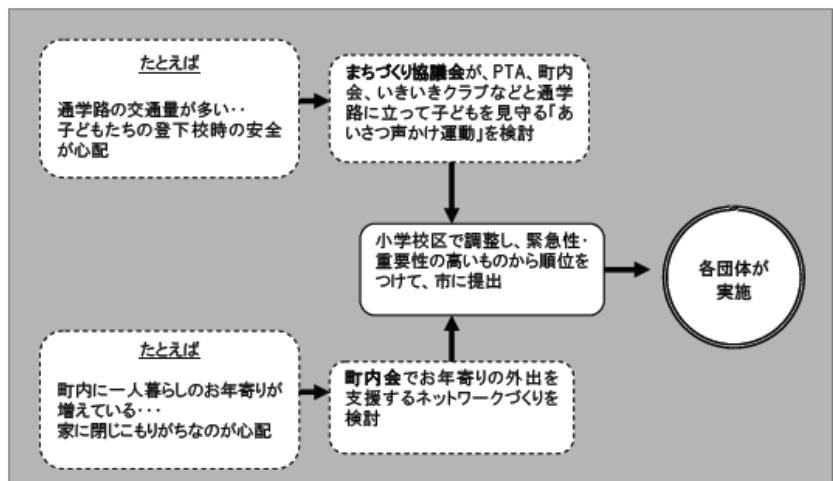 たとえば
通学路の交通量が多い‥
子どもたちの登下校時の安全
が心配
まちづくり協議会が、PTA、町内
会、いきいきクラブなどと通学
路に立って子どもを見守る「あ
いさつ声かけ運動」を検討
小学校区で調整し、緊急性・
重要性の高いものから順位を
つけて、市に提出
各団体が
実施
たとえば
町内に一人暮らしのお年寄りが
増えている･･･
家に閉じこもりがちなのが心配
町内会でお年寄りの外出を
支援するネットワークづくりを
検討